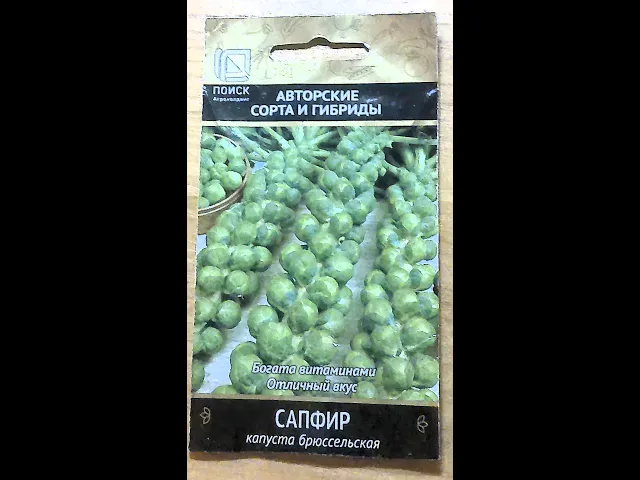 ПОИСК
Агрохолдинг
АВТОРСКИЕ
СОРТА И ГИБРИДЫ
Богата витаминами
Отличный вкус
САПФИР
капуста брюссельская